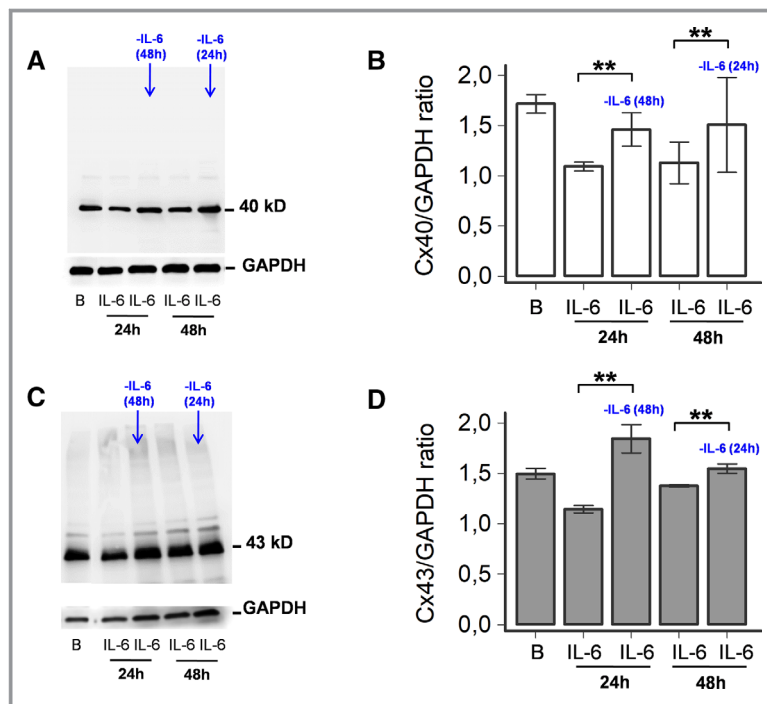 A
-IL-6
(48h)
-IL-6
(24h)
40 kD
GAPDH
B IL-6 IL-6 IL-6 IL-6
24h 48h
B
Cx40/GAPDH ratio
2,0
1,5
1,0
0,5
0,0
**
**
-IL-6 (48h)
-IL-6 (24h)
B IL-6 IL-6 IL-6 IL-6
24h 48h
C
-IL-6
(48h)
-IL-6
(24h)
43 kD
GAPDH
B IL-6 IL-6 IL-6 IL-6
24h 48h
D
Cx43/GAPDH ratio
2,0
1,5
1,0
0,5
0,0
**
**
-IL-6 (48h)
-IL-6 (24h)
B IL-6 IL-6 IL-6 IL-6
24h 48h